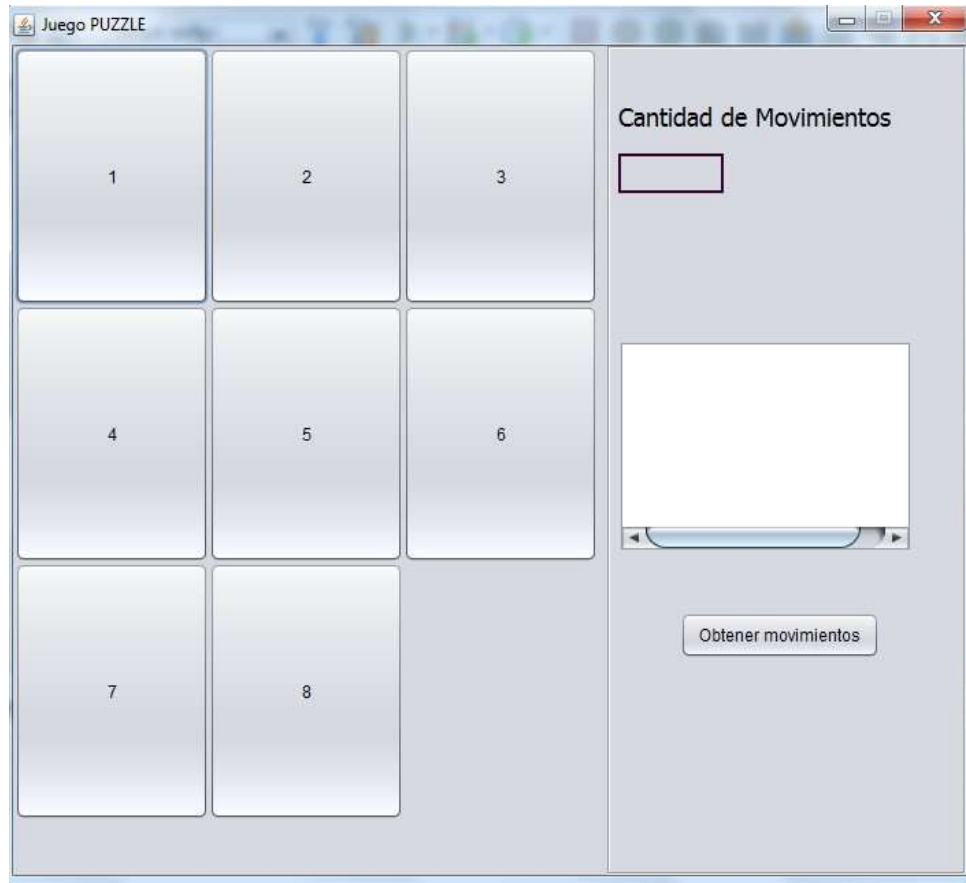 Juego PUZZLE
1 2 3
4 5 6
7 8
Cantidad de Movimientos
Obtener movimientos